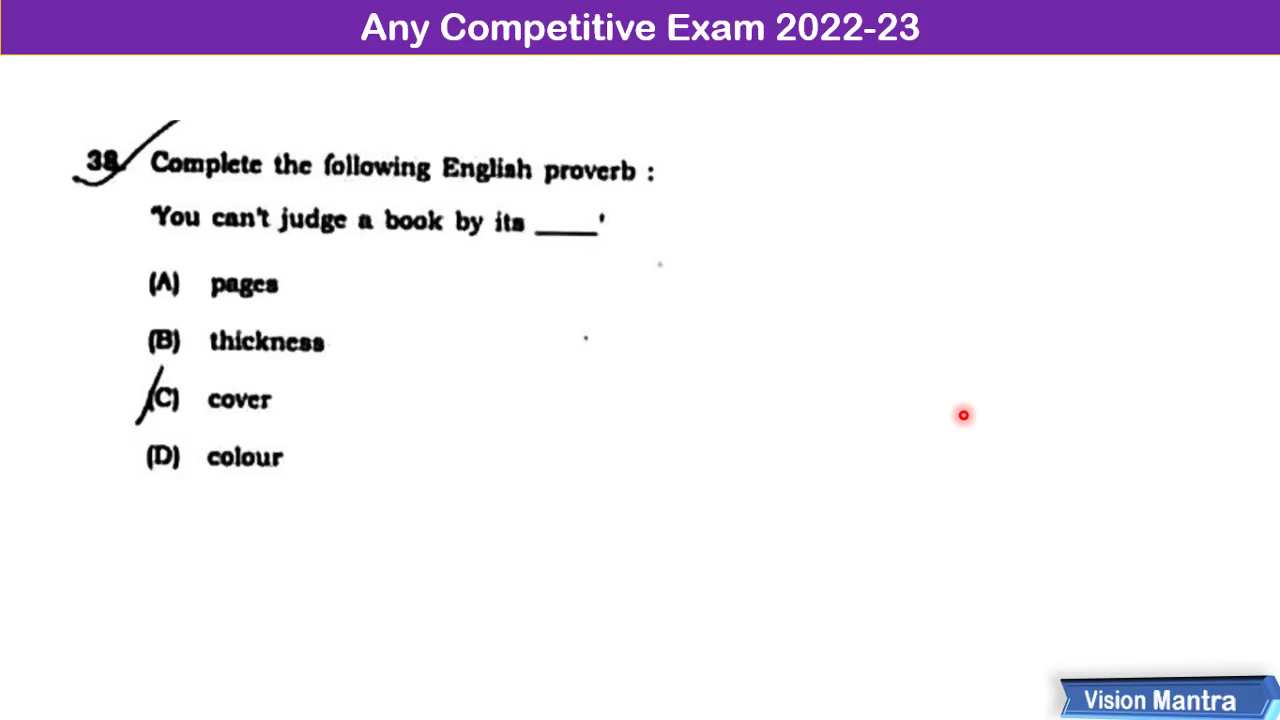 Any Competitive Exam 2022-23
38. Complete the following English proverb :
'You can't judge a book by its ____'
(A) pages
(B) thickness
(C) cover
(D) colour
Vision Mantra